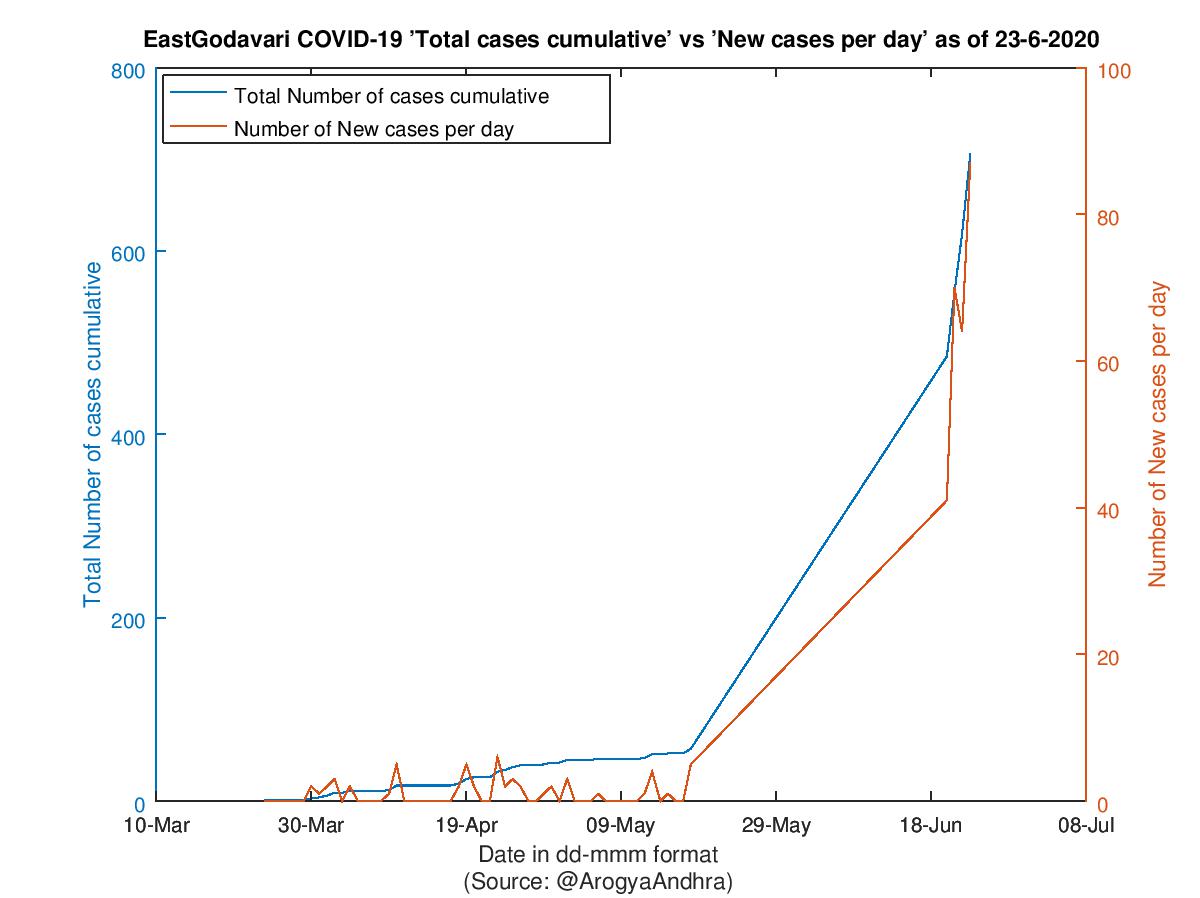 EastGodavari COVID-19 ’Total cases cumulative’ vs ’New cases per day’ as of 23-6-2020
Total Number of cases cumulative
Number of New cases per day
800
600
400
200
0
Total Number of cases cumulative
100
80
60
40
20
0
Number of New cases per day
10-Mar 30-Mar 19-Apr 09-May 29-May 18-Jun 08-Jul
Date in dd-mmm format
(Source: @ArogyaAndhra)